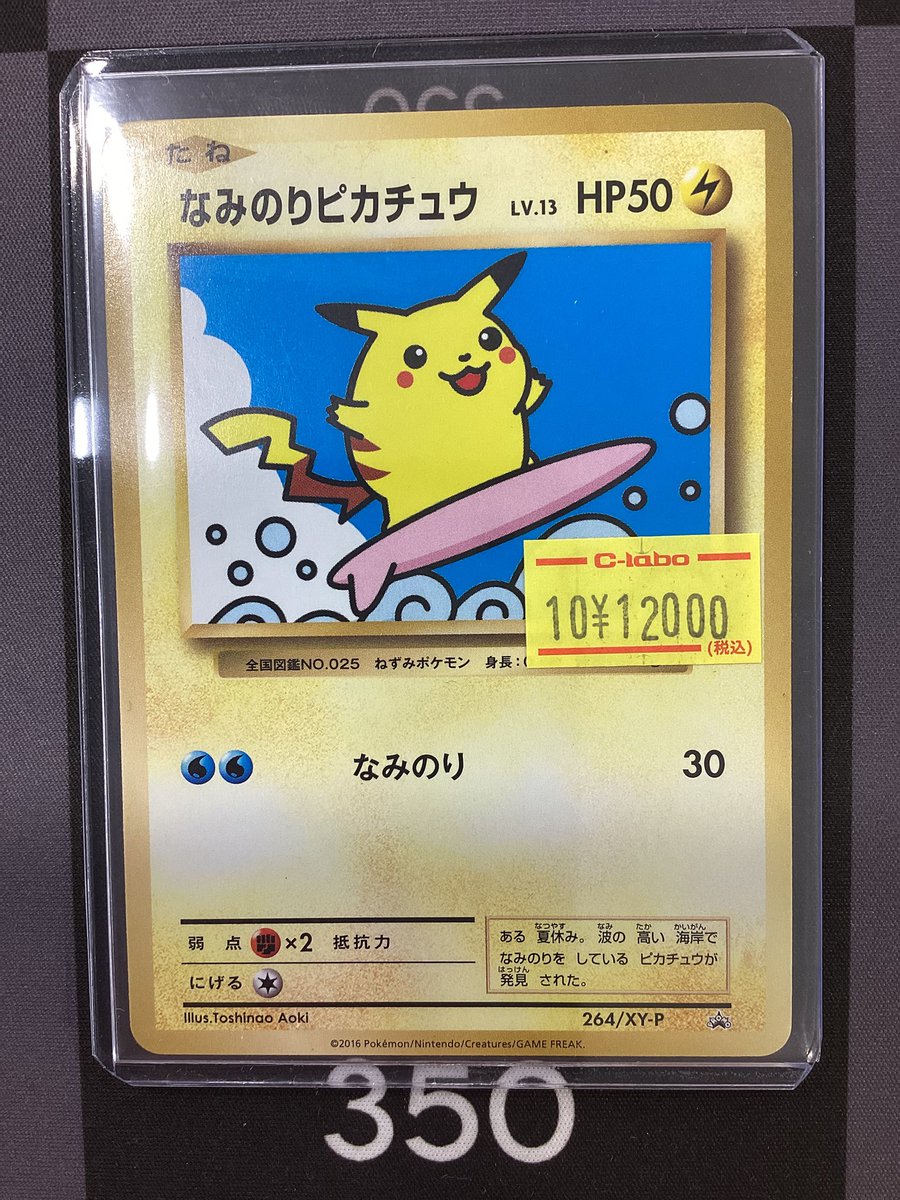 たね
なみのりピカチュウ LV.13 HP50
C-labo
10¥12000
(税込)
全国図鑑NO.025 ねずみポケモン 身長:
なみのり 30
弱点 ×2 抵抗力
にげる
ある 夏休み。波の 高い 海岸で
なみのりを している ピカチュウが
発見 された。
なつやす なみ たか かいがん
はっけん
Illus.Toshinao Aoki 264/XY-P
©2016 Pokémon/Nintendo/Creatures/GAME FREAK.
350